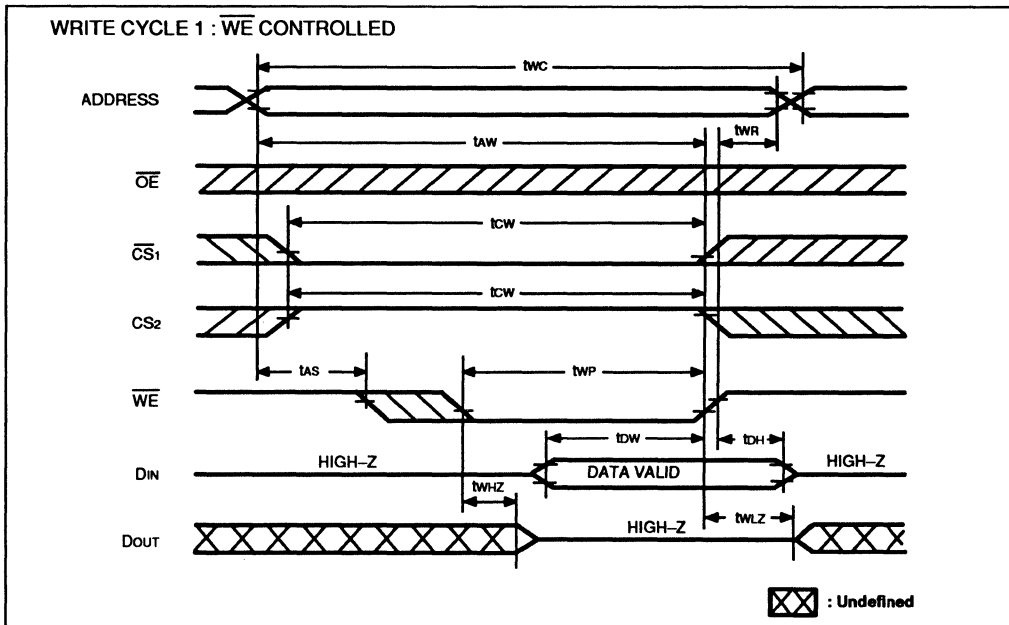 WRITE CYCLE 1 : WE CONTROLLED
tWC
ADDRESS
tAW
tWR
OE
tCW
CS1
tCW
CS2
tAS
tWP
WE
tDW
tDH
DIN
HIGH–Z
DATA VALID
HIGH–Z
tWHZ
tWLZ
DOUT
HIGH–Z
: Undefined